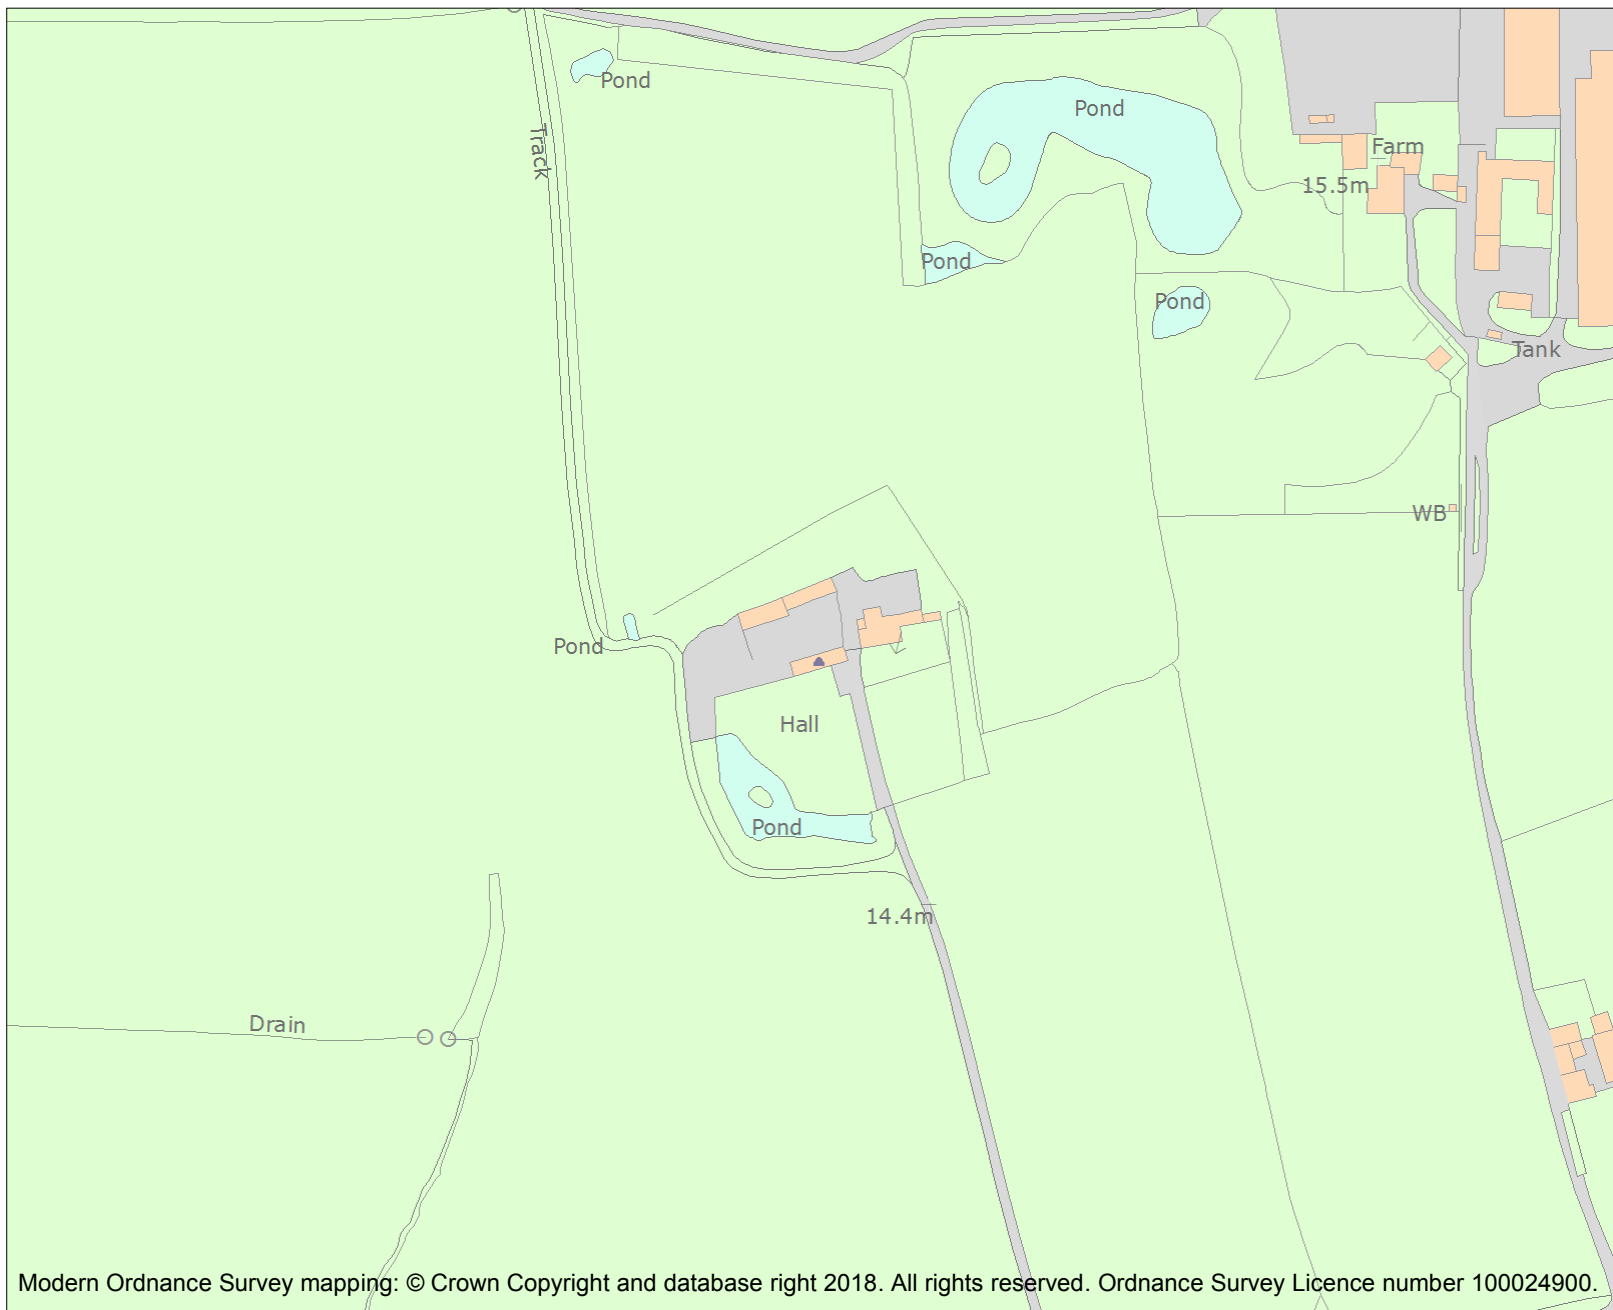 Pond
Pond
Track
Farm
15.5m
Pond
Pond
Tank
WB
Pond
Hall
Pond
14.4m
Drain
Modern Ordnance Survey mapping: © Crown Copyright and database right 2018. All rights reserved. Ordnance Survey Licence number 100024900.